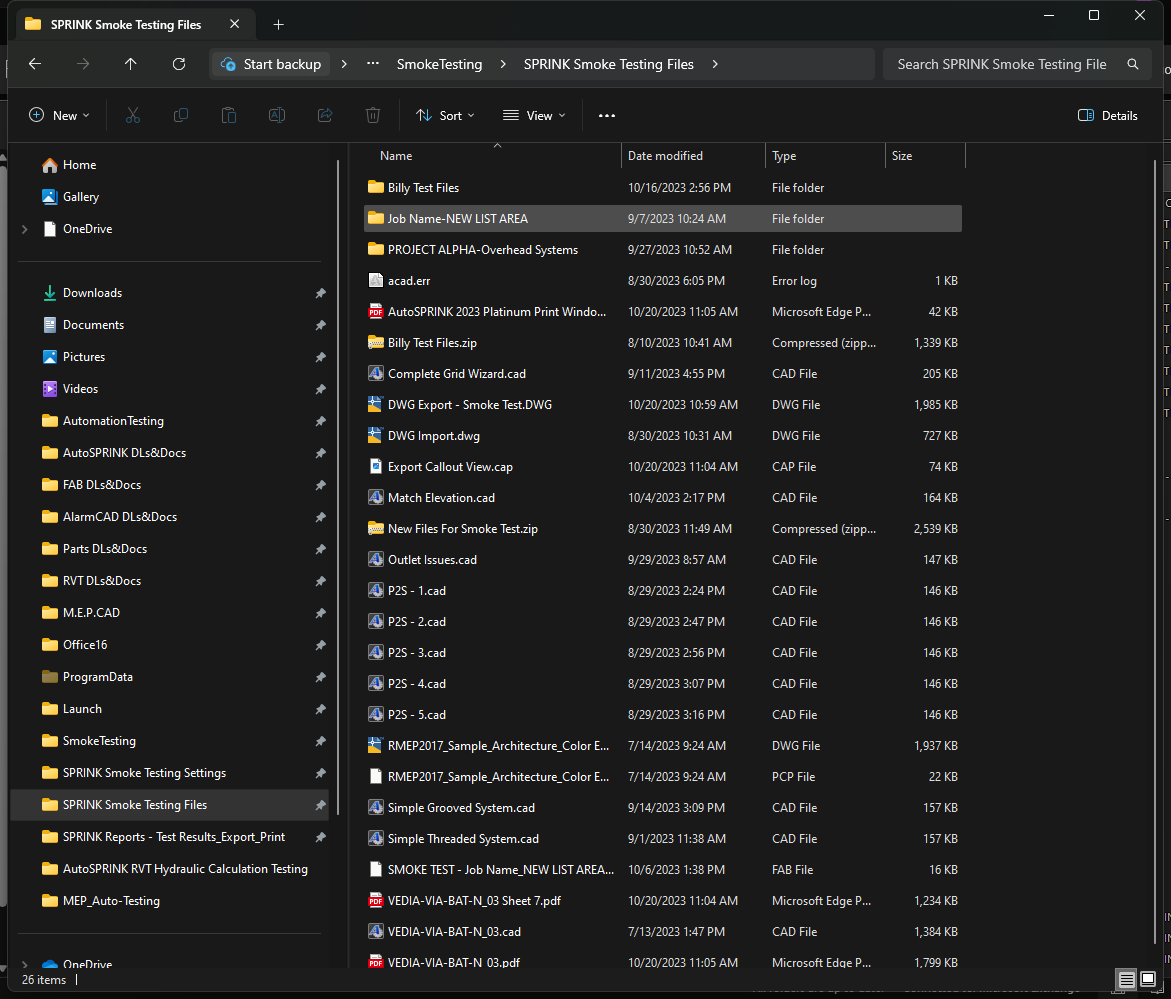 SPRINK Smoke Testing Files
Start backup
SmokeTesting
SPRINK Smoke Testing Files
Search SPRINK Smoke Testing File
New
Sort
View
Details
Home
Gallery
OneDrive
Downloads
Documents
Pictures
Videos
AutomationTesting
AutoSPRINK DLs&Docs
FAB DLs&Docs
AlarmCAD DLs&Docs
Parts DLs&Docs
RVT DLs&Docs
M.E.P.CAD
Office16
ProgramData
Launch
SmokeTesting
SPRINK Smoke Testing Settings
SPRINK Smoke Testing Files
SPRINK Reports - Test Results_Export_Print
AutoSPRINK RVT Hydraulic Calculation Testing
MEP_Auto-Testing
OneDrive
Name Date modified Type Size
Billy Test Files 10/16/2023 2:56 PM File folder
Job Name-NEW LIST AREA 9/7/2023 10:24 AM File folder
PROJECT ALPHA-Overhead Systems 9/27/2023 10:52 AM File folder
acad.err 8/30/2023 6:05 PM Error log 1 KB
PDF AutoSPRINK 2023 Platinum Print Windo... 10/20/2023 11:05 AM Microsoft Edge P... 42 KB
Billy Test Files.zip 8/10/2023 10:41 AM Compressed (zipp... 1,339 KB
Complete Grid Wizard.cad 9/11/2023 4:55 PM CAD File 205 KB
DWG Export - Smoke Test.DWG 10/20/2023 10:59 AM DWG File 1,985 KB
DWG Import.dwg 8/30/2023 10:31 AM DWG File 727 KB
Export Callout View.cap 10/20/2023 11:04 AM CAP File 74 KB
Match Elevation.cad 10/4/2023 2:17 PM CAD File 164 KB
New Files For Smoke Test.zip 8/30/2023 11:49 AM Compressed (zipp... 2,539 KB
Outlet Issues.cad 9/29/2023 8:57 AM CAD File 147 KB
P2S - 1.cad 8/29/2023 2:24 PM CAD File 146 KB
P2S - 2.cad 8/29/2023 2:47 PM CAD File 146 KB
P2S - 3.cad 8/29/2023 2:56 PM CAD File 146 KB
P2S - 4.cad 8/29/2023 3:07 PM CAD File 146 KB
P2S - 5.cad 8/29/2023 3:16 PM CAD File 146 KB
RMEP2017_Sample_Architecture_Color E... 7/14/2023 9:24 AM DWG File 1,937 KB
RMEP2017_Sample_Architecture_Color E... 7/14/2023 9:24 AM PCP File 22 KB
Simple Grooved System.cad 9/14/2023 3:09 PM CAD File 157 KB
Simple Threaded System.cad 9/1/2023 11:38 AM CAD File 157 KB
SMOKE TEST - Job Name_NEW LIST AREA... 10/6/2023 1:38 PM FAB File 16 KB
PDF VEDIA-VIA-BAT-N_03 Sheet 7.pdf 10/20/2023 11:04 AM Microsoft Edge P... 1,234 KB
VEDIA-VIA-BAT-N_03.cad 7/13/2023 1:47 PM CAD File 1,384 KB
PDF VEDIA-VIA-BAT-N_03.pdf 10/20/2023 11:05 AM Microsoft Edge P... 1,799 KB
26 items